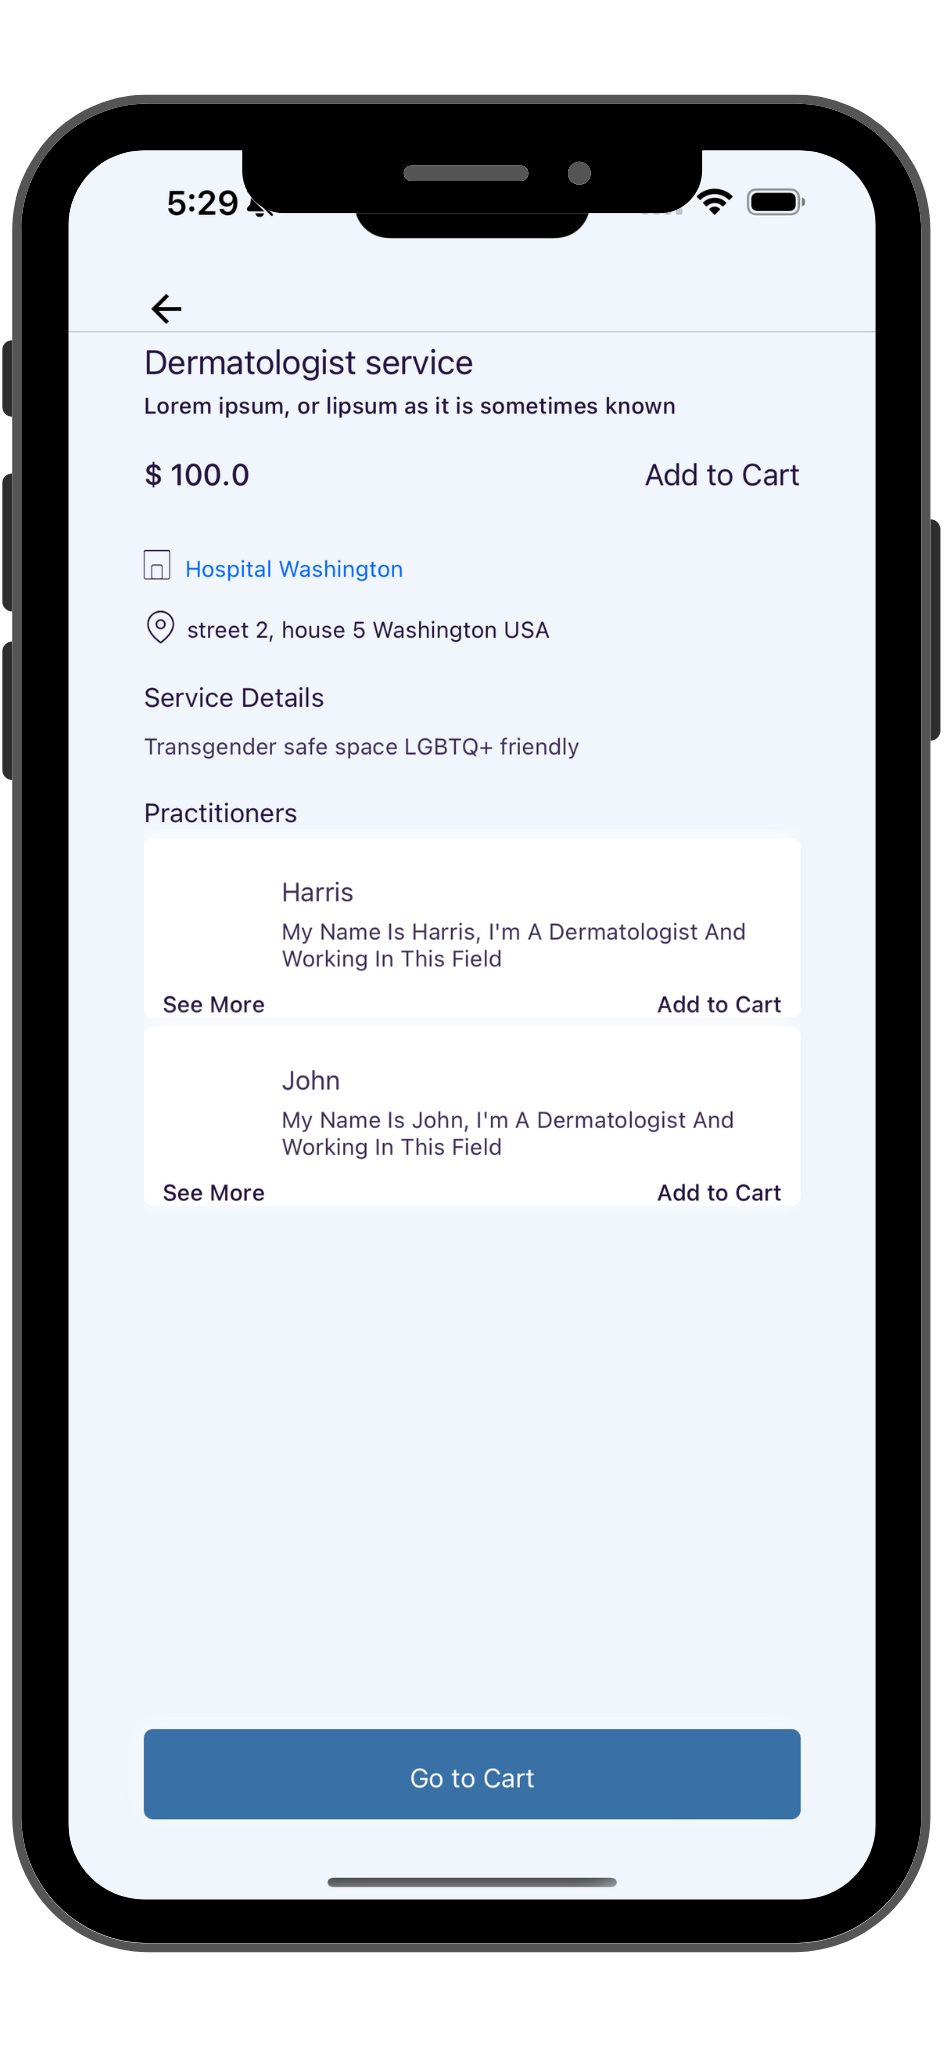 5:29
Dermatologist service
Lorem ipsum, or lipsum as it is sometimes known
$ 100.0
Add to Cart
Hospital Washington
street 2, house 5 Washington USA
Service Details
Transgender safe space LGBTQ+ friendly
Practitioners
Harris
My Name Is Harris, I'm A Dermatologist And
Working In This Field
See More
Add to Cart
John
My Name Is John, I'm A Dermatologist And
Working In This Field
See More
Add to Cart
Go to Cart